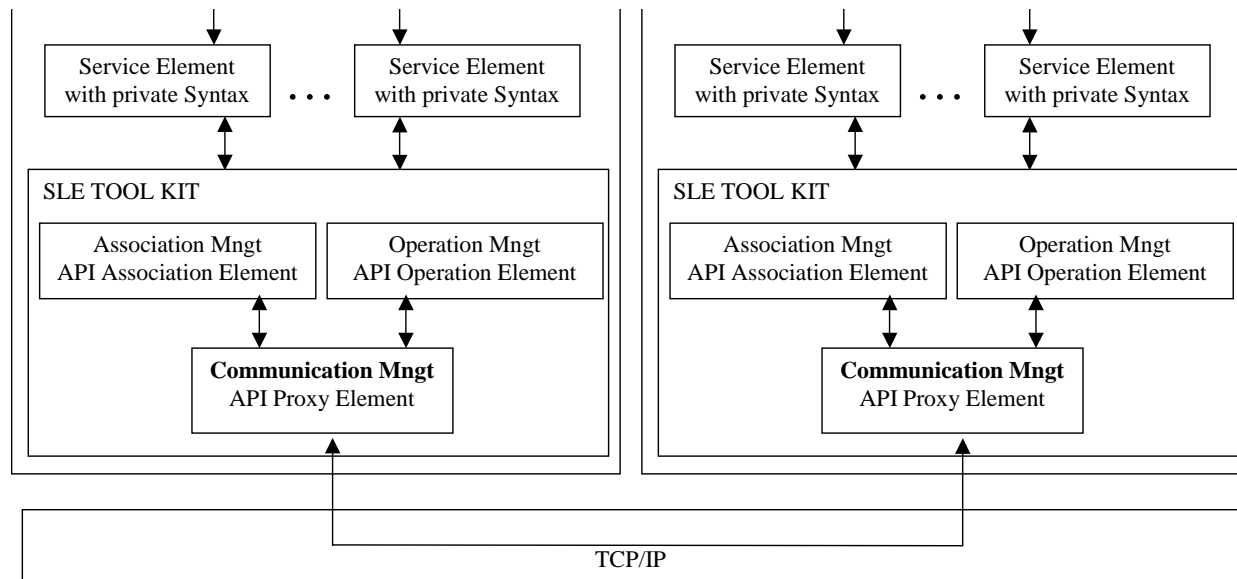 Service Element
with private Syntax
. . .
Service Element
with private Syntax
Service Element
with private Syntax
. . .
Service Element
with private Syntax
SLE TOOL KIT
Association Mngt
API Association Element
Operation Mngt
API Operation Element
Communication Mngt
API Proxy Element
SLE TOOL KIT
Association Mngt
API Association Element
Operation Mngt
API Operation Element
Communication Mngt
API Proxy Element
TCP/IP